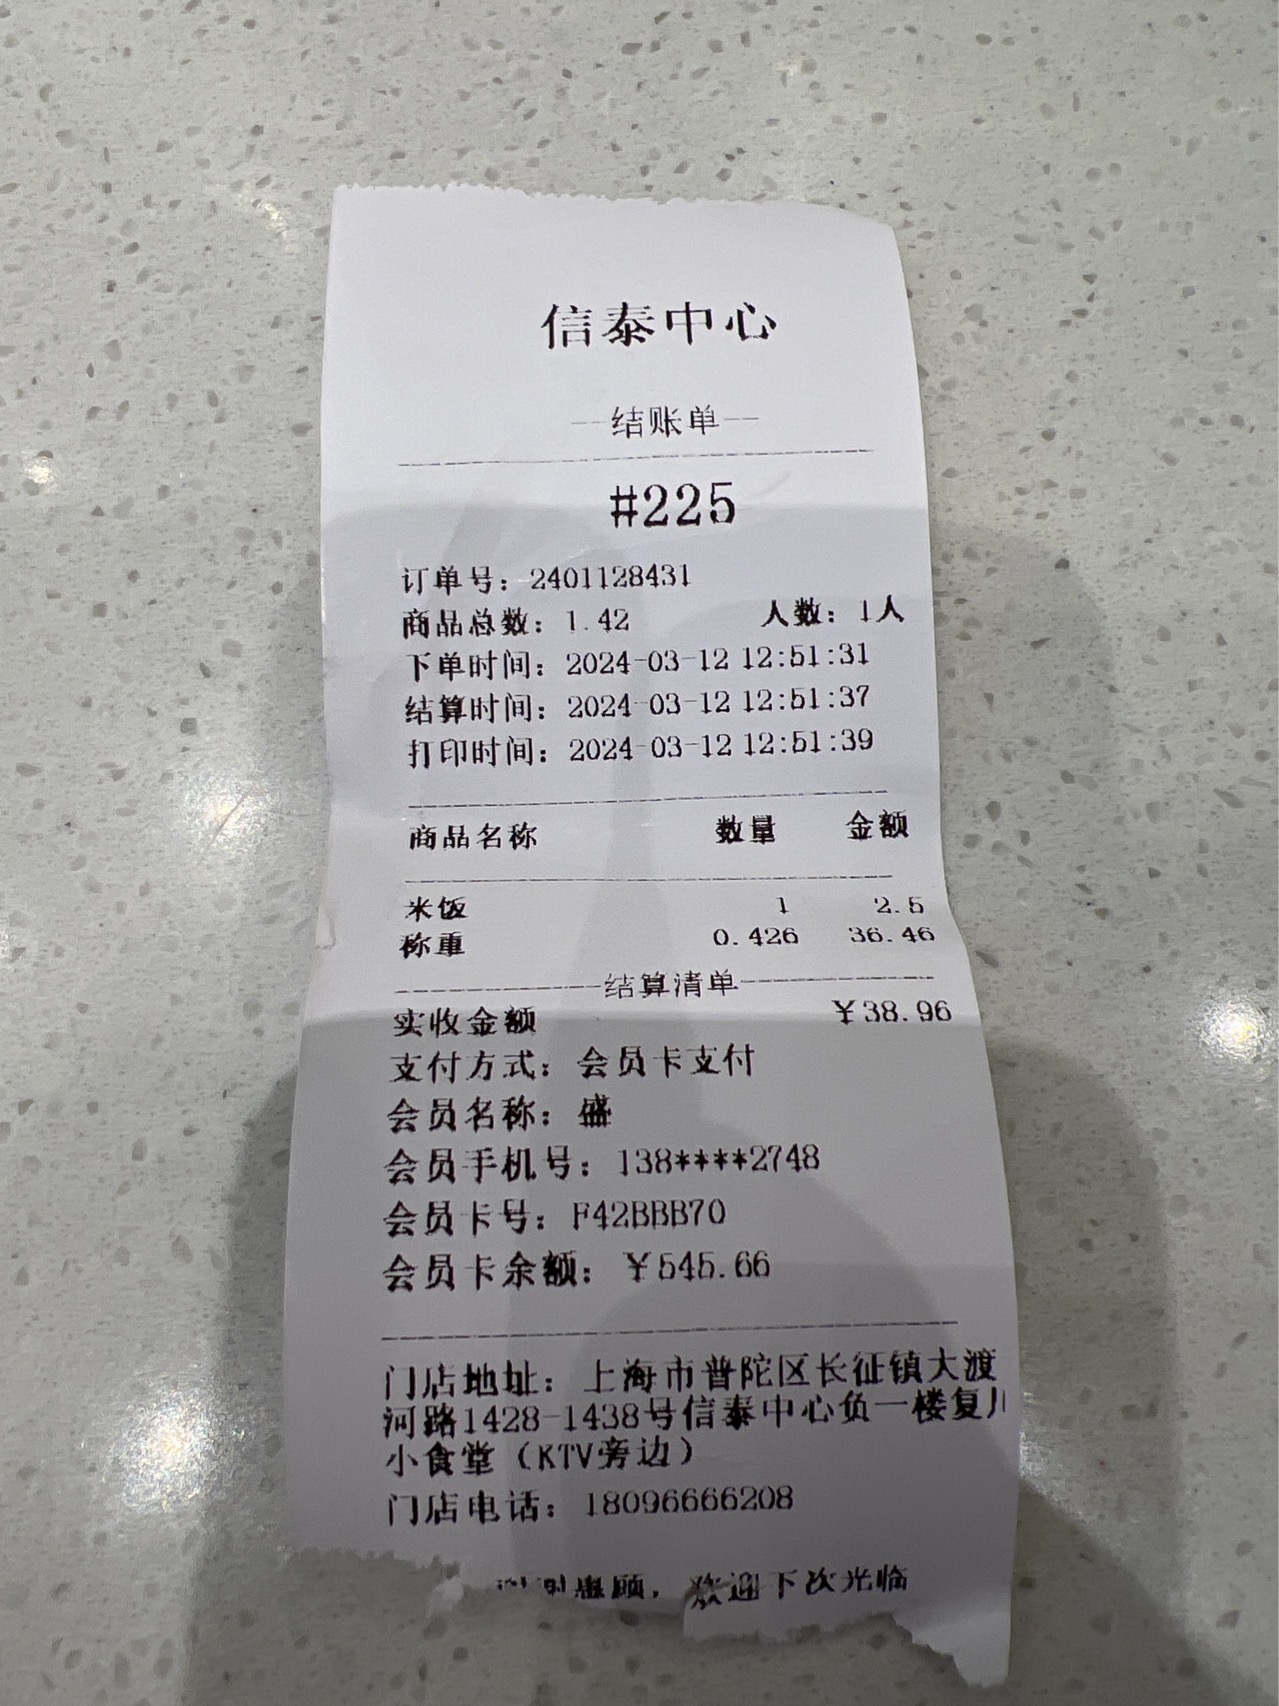 信泰中心
--结账单--
#225
订单号：2401128431
商品总数：1.42 人数：1人
下单时间：2024-03-12 12:51:31
结算时间：2024-03-12 12:51:37
打印时间：2024-03-12 12:51:39
商品名称 数量 金额
米饭 1 2.5
称重 0.426 36.46
结算清单
实收金额 ￥38.96
支付方式：会员卡支付
会员名称：盛
会员手机号：138****2748
会员卡号：F42BBB70
会员卡余额：￥545.66
门店地址：上海市普陀区长征镇大渡
河路1428-1438号信泰中心负一楼复川
小食堂（KTV旁边）
门店电话：18096666208
惠顾，欢迎下次光临